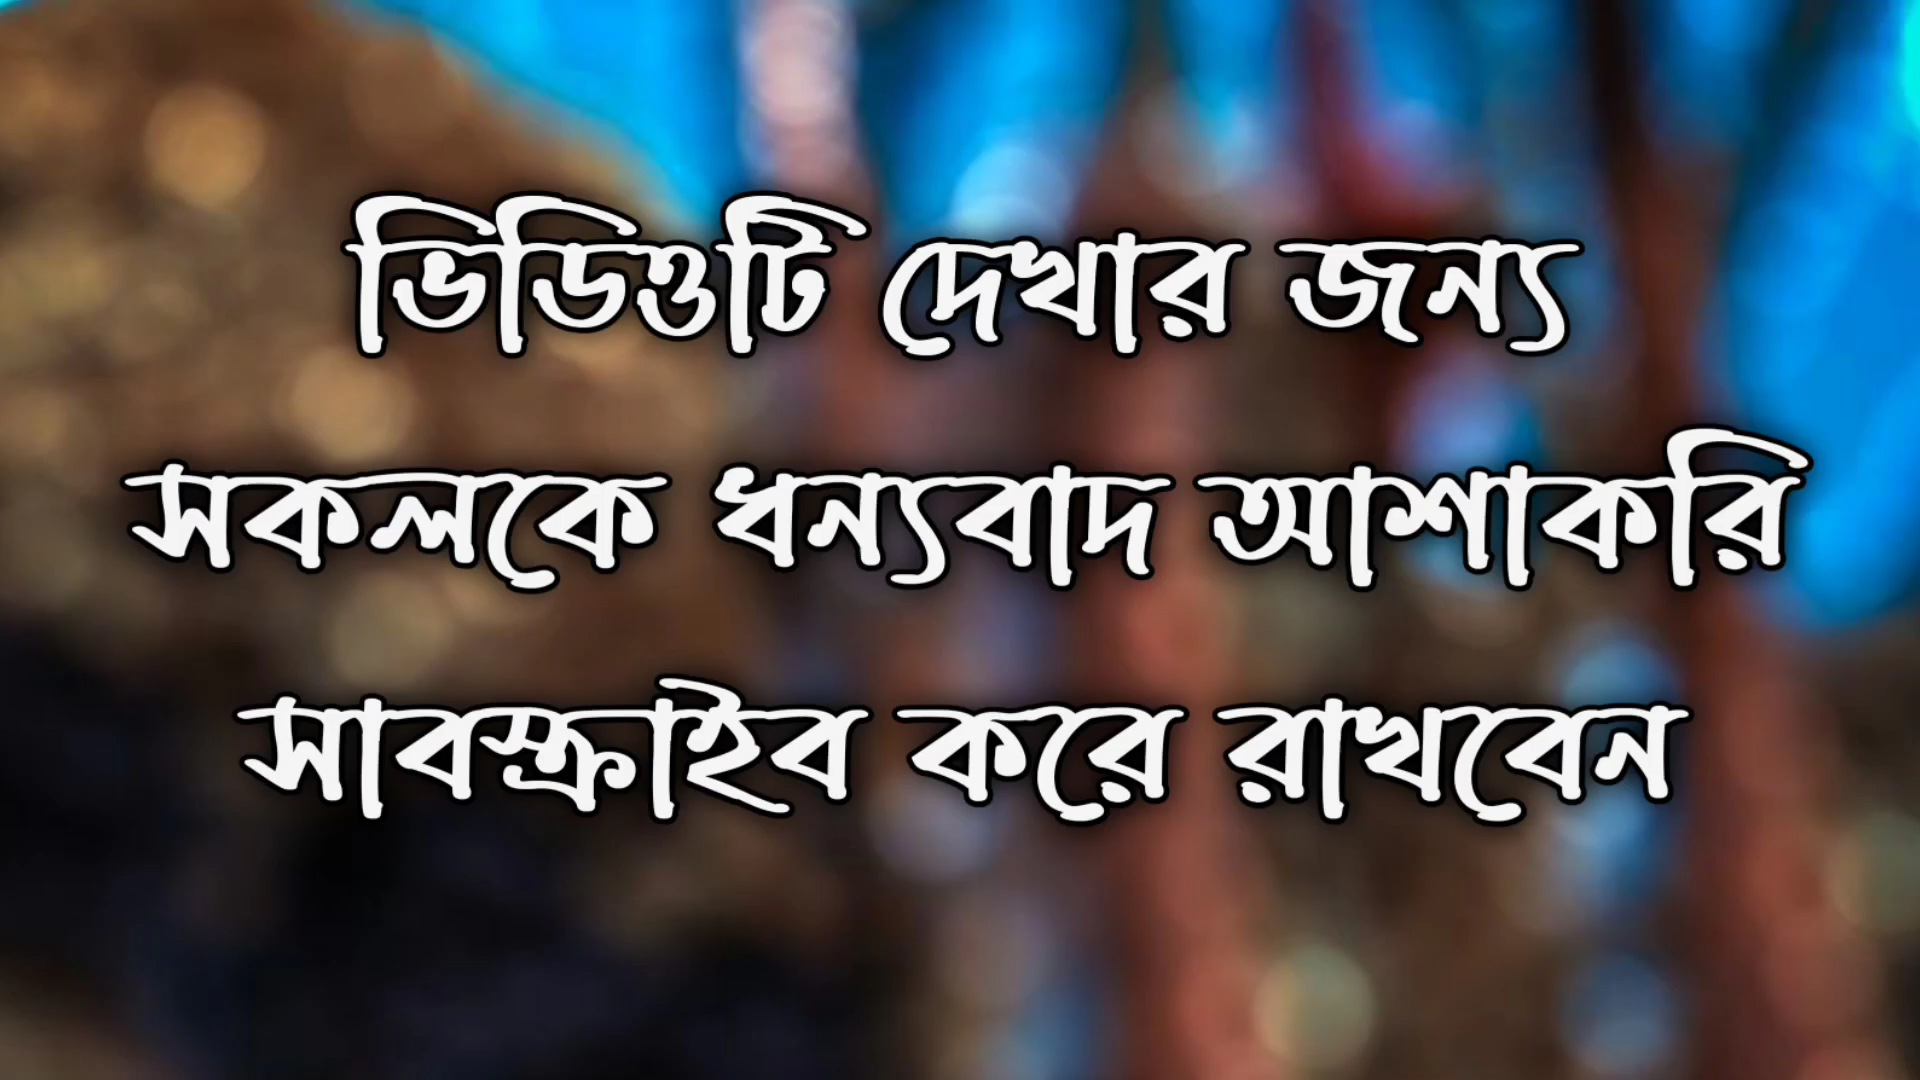 ভিডিওটি দেখার জন্য
সকলকে ধন্যবাদ আশাকরি
সাবস্ক্রাইব করে রাখবেন